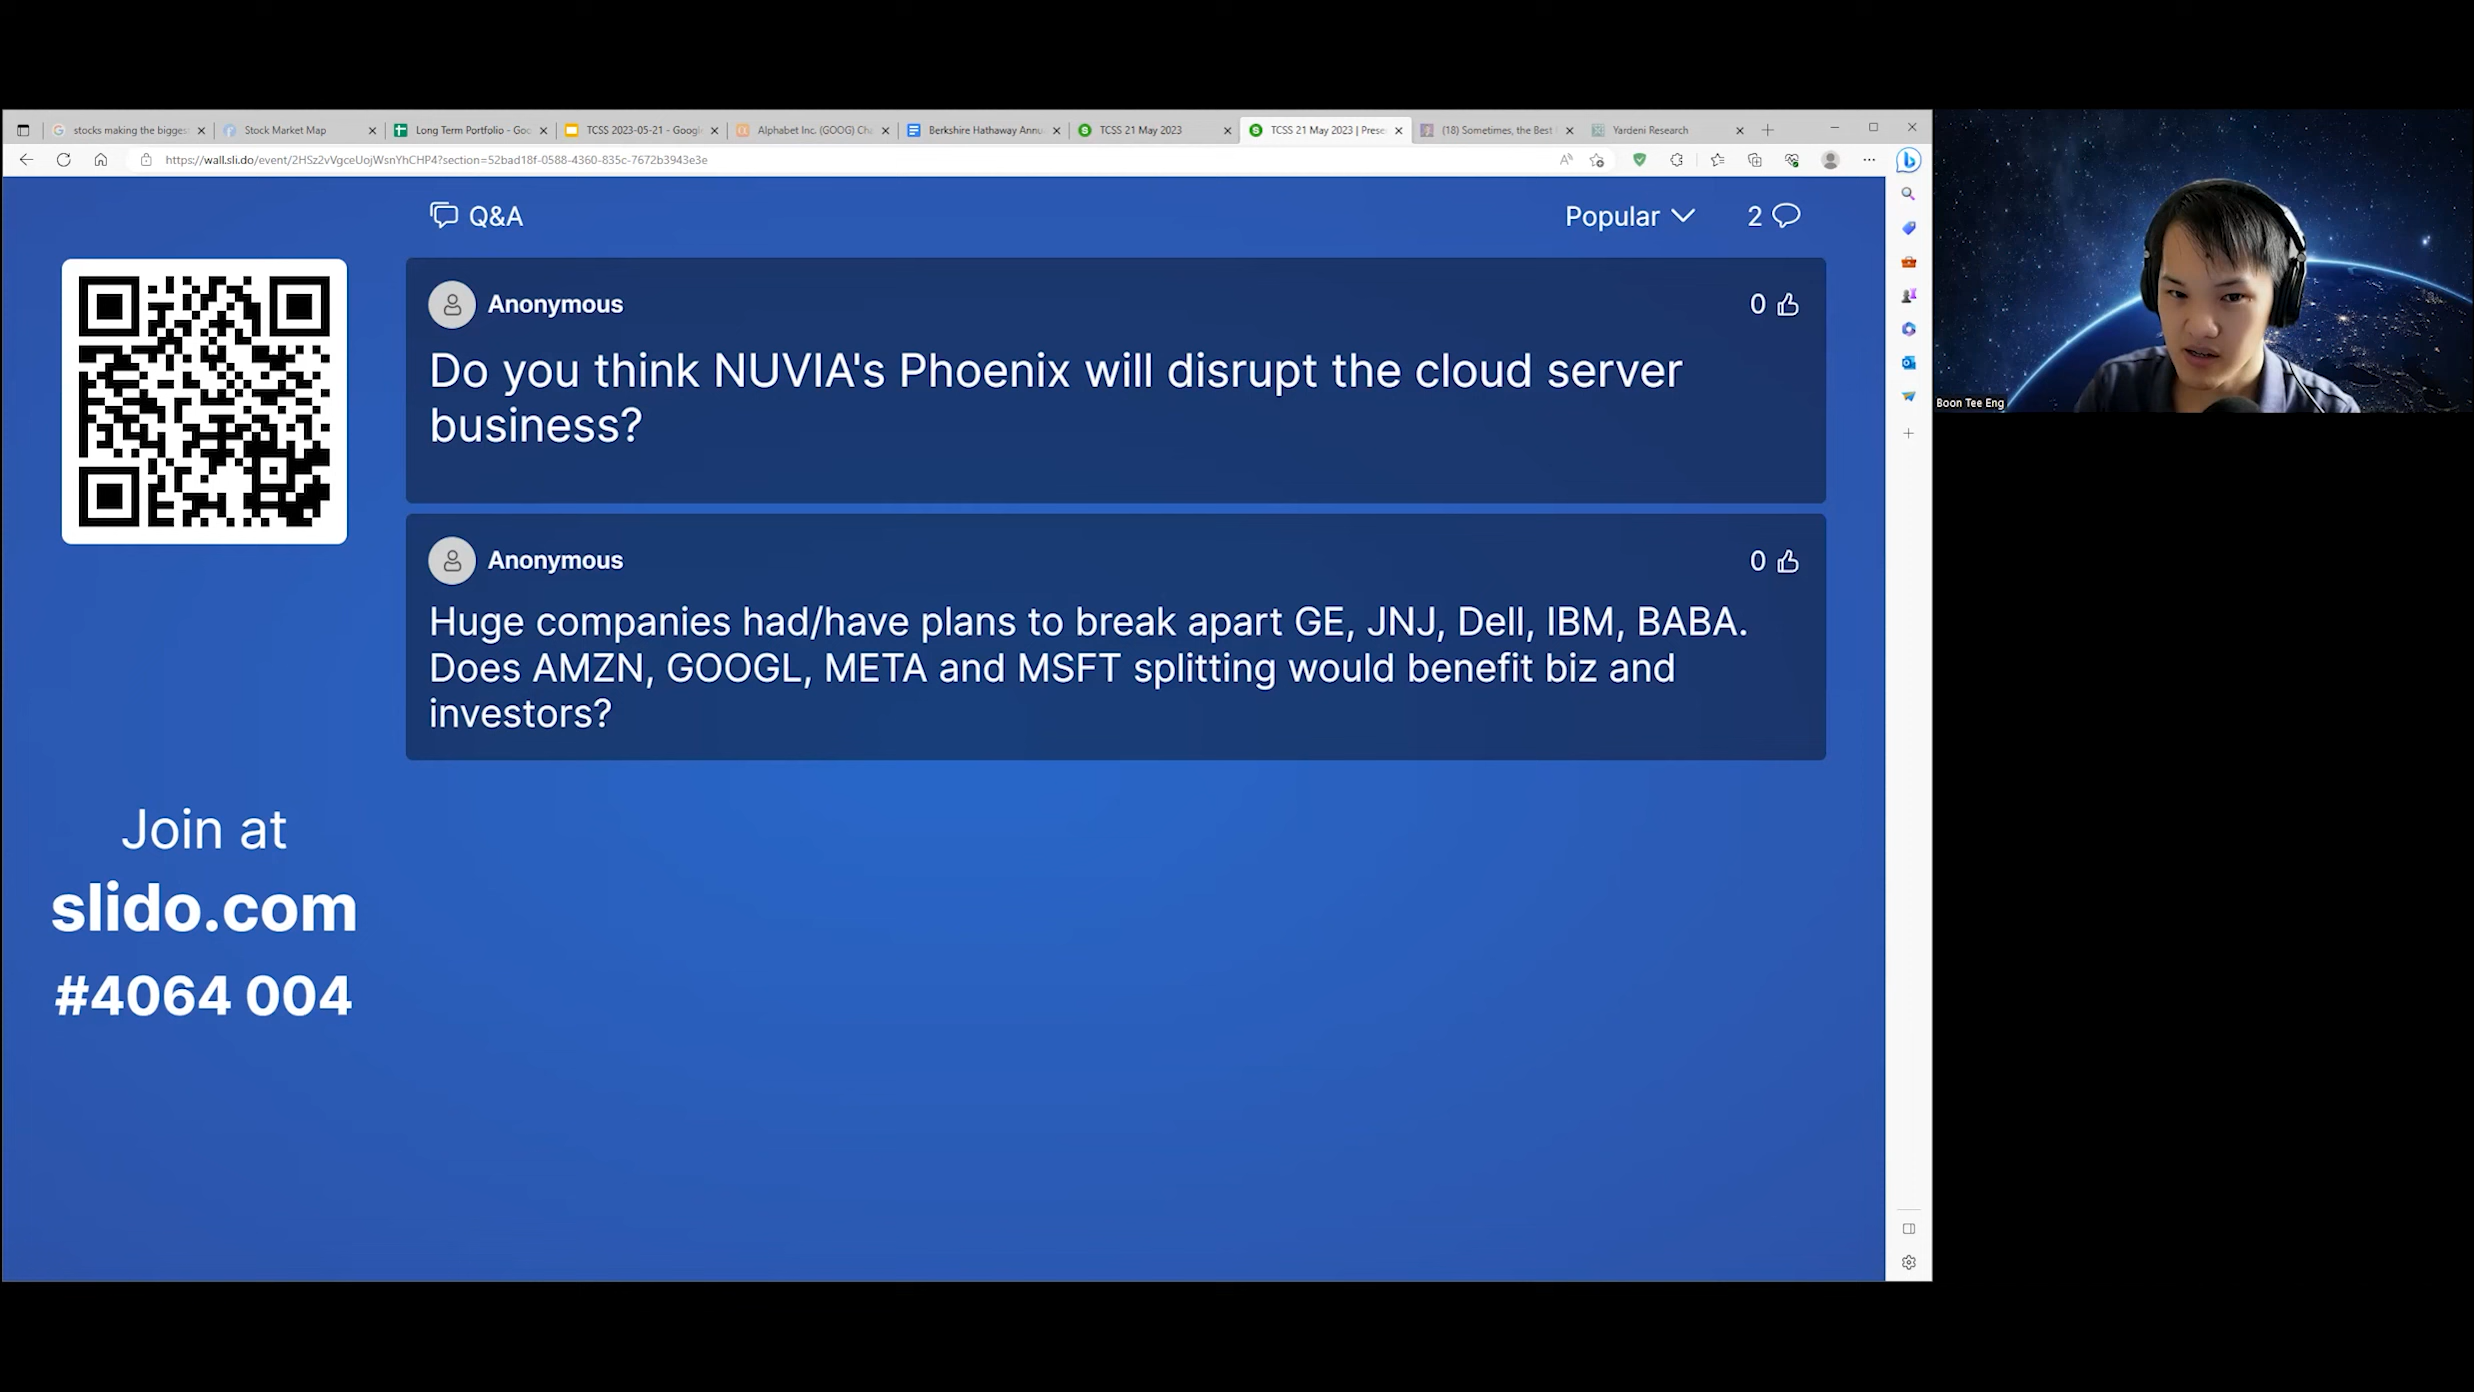 stocks making the bigges
Stock Market Map
Long Term Portfolio - Goo
TCSS 2023-05-21 - Google
Alphabet Inc. (GOOG) Ch
Berkshire Hathaway Annu
TCSS 21 May 2023
TCSS 21 May 2023 | Prese
(18) Sometimes, the Best
Yardeni Research
https://wall.sli.do/event/2HSz2vVgceUojWsnYhCHP4?section=52bad18f-0588-4360-835c-7672b3943e3e
Q&A
Popular
2
Anonymous
0
Do you think NUVIA's Phoenix will disrupt the cloud server
business?
Anonymous
0
Huge companies had/have plans to break apart GE, JNJ, Dell, IBM, BABA.
Does AMZN, GOOGL, META and MSFT splitting would benefit biz and
investors?
Join at
slido.com
#4064 004
Boon Tee Eng